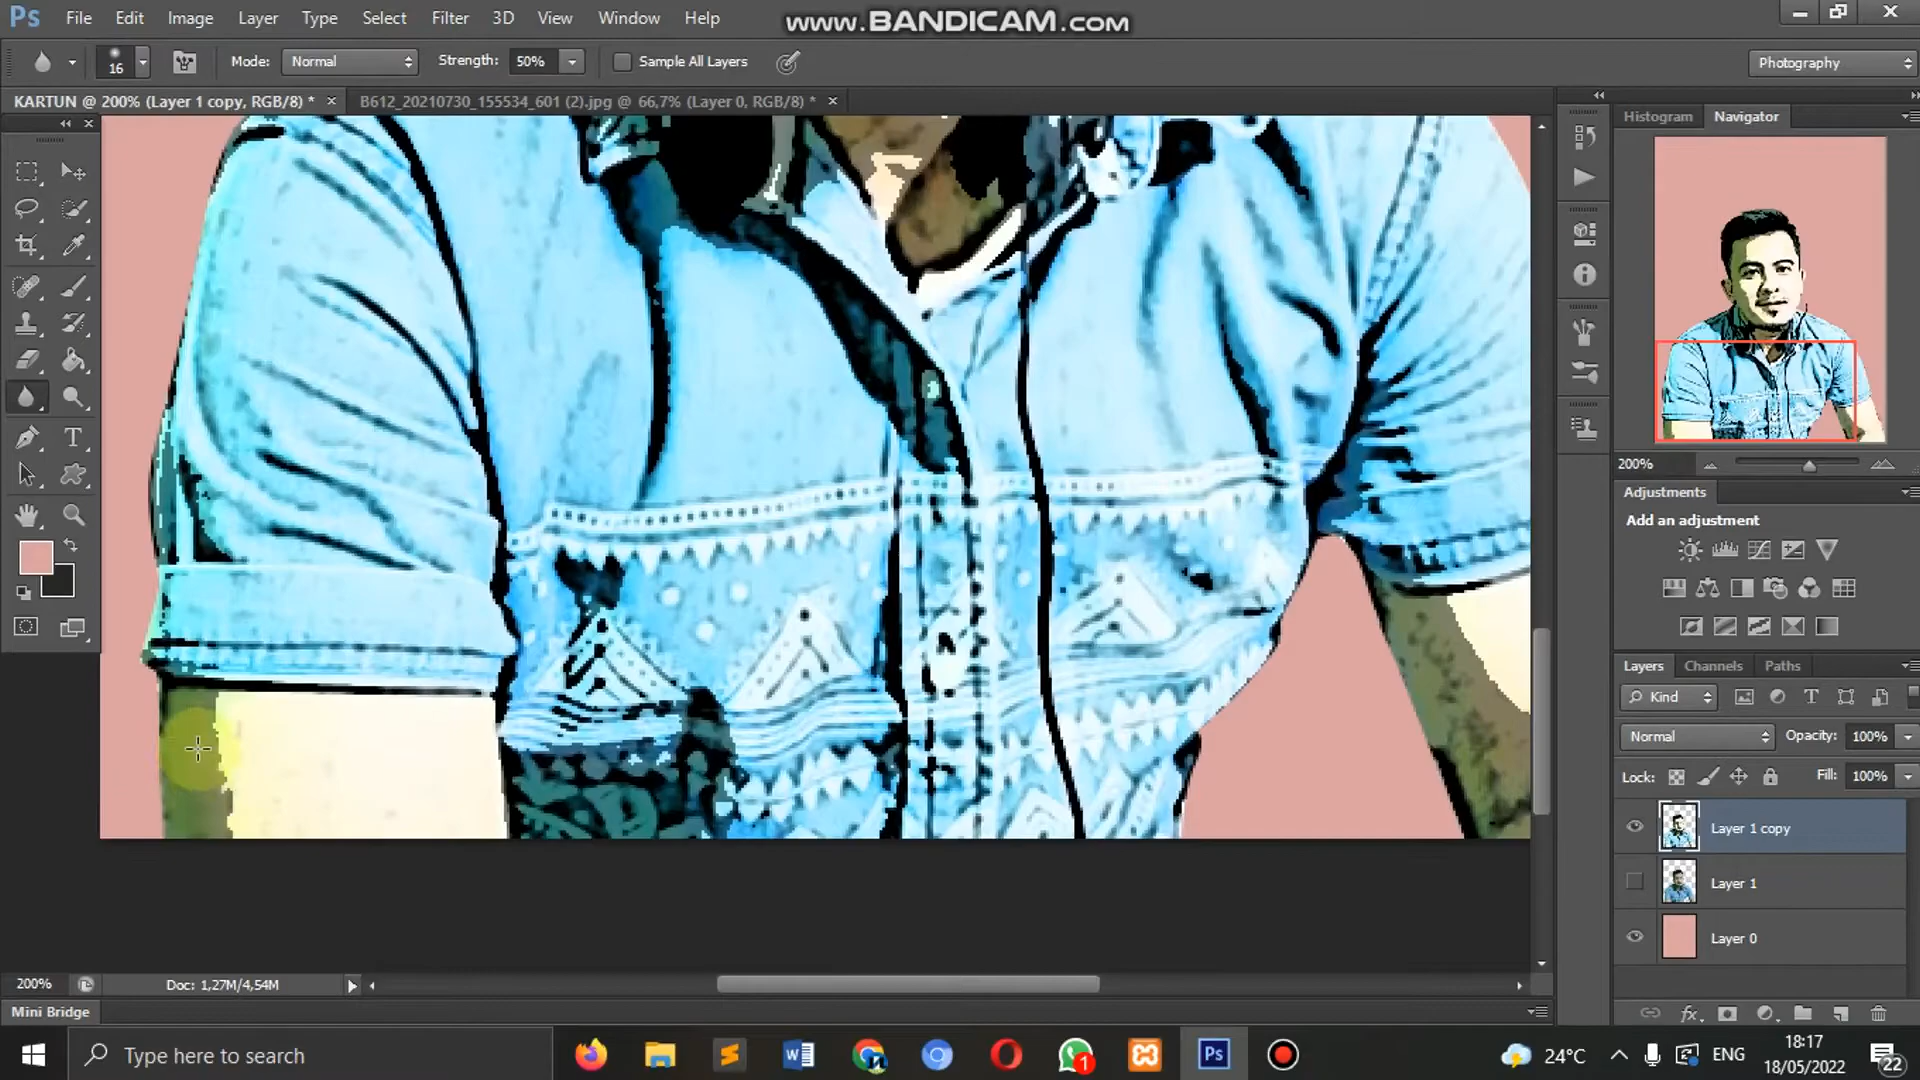 www.BANDICAM.com
Ps File Edit Image Layer Type Select Filter 3D View Window Help
16 Mode: Normal Strength: 50% Sample All Layers Photography
KARTUN @ 200% (Layer 1 copy, RGB/8) * × B612_20210730_155534_601 (2).jpg @ 66,7% (Layer 0, RGB/8) * ×
Histogram Navigator
200%
Adjustments
Add an adjustment
Layers Channels Paths
Kind
Normal Opacity: 100%
Lock: Fill: 100%
Layer 1 copy
Layer 1
Layer 0
200% Doc: 1,27M/4,54M
Mini Bridge
Type here to search
1
Ps
24°C ENG
18:17
18/05/2022
22